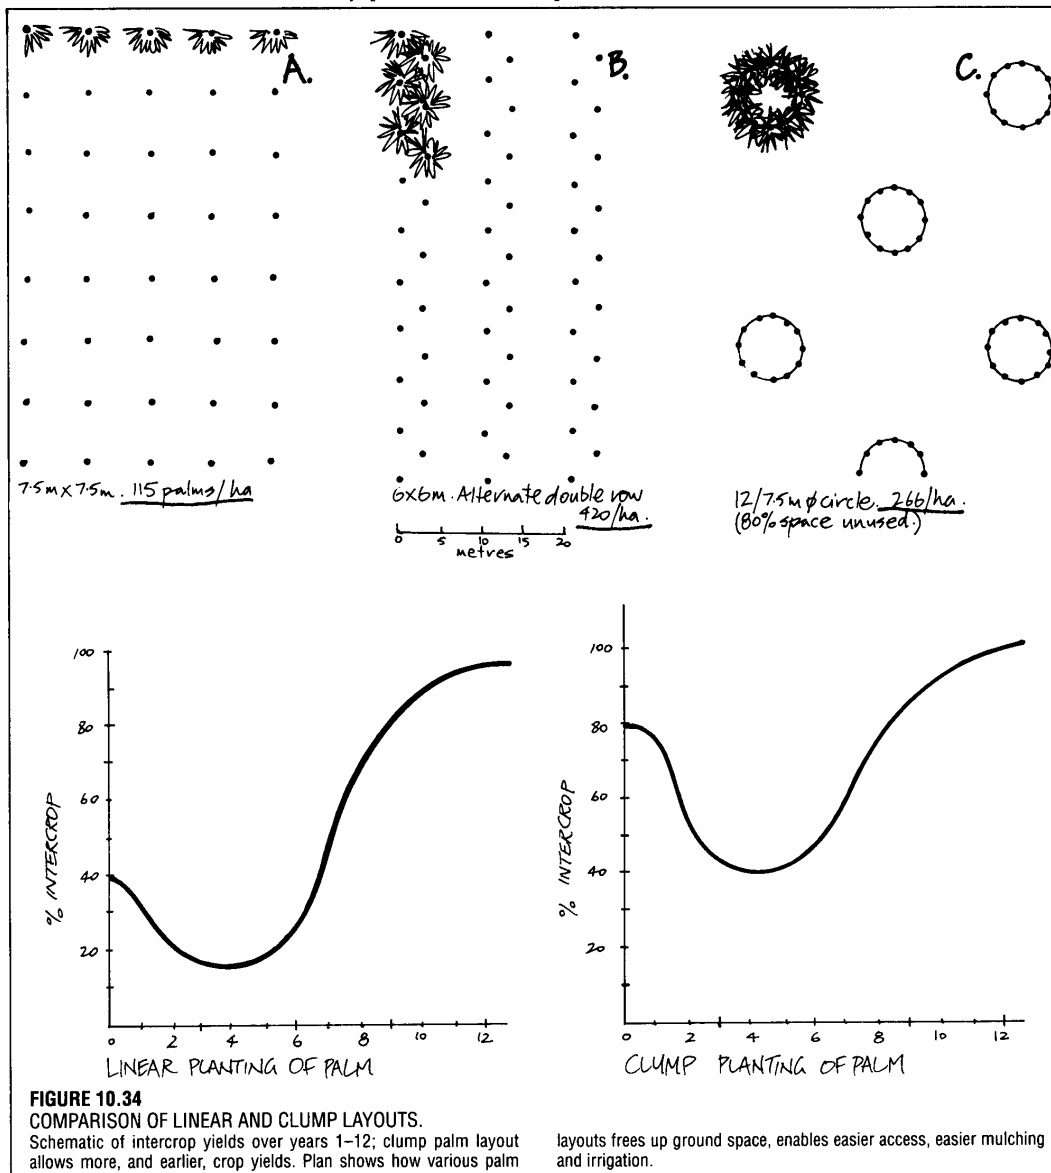 A.
B.
C.
7.5m x 7.5m. 115 palms/ha
6x6m. Alternate double row
420/ha.
0 5 10 15 20
metres
12/7.5m ø circle. 266/ha.
(80% space unused.)
100
80
60
40
20
% INTERCROP
0 2 4 6 8 10 12
LINEAR PLANTING OF PALM
100
80
60
40
20
% INTERCROP
0 2 4 6 8 10 12
CLUMP PLANTING OF PALM
FIGURE 10.34
COMPARISON OF LINEAR AND CLUMP LAYOUTS.
Schematic of intercrop yields over years 1–12; clump palm layout
allows more, and earlier, crop yields. Plan shows how various palm
layouts frees up ground space, enables easier access, easier mulching
and irrigation.